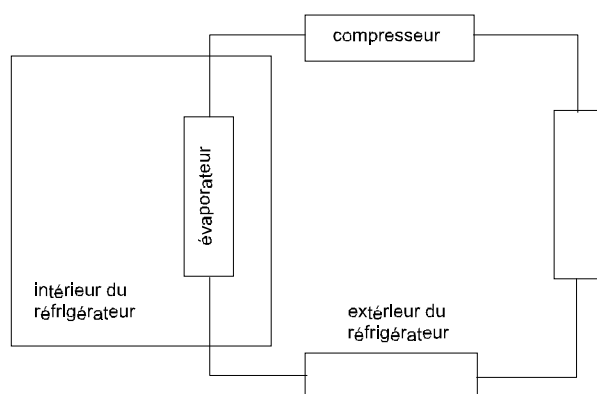 compresseur
évaporateur
intérieur du
réfrigérateur
extérieur du
réfrigérateur